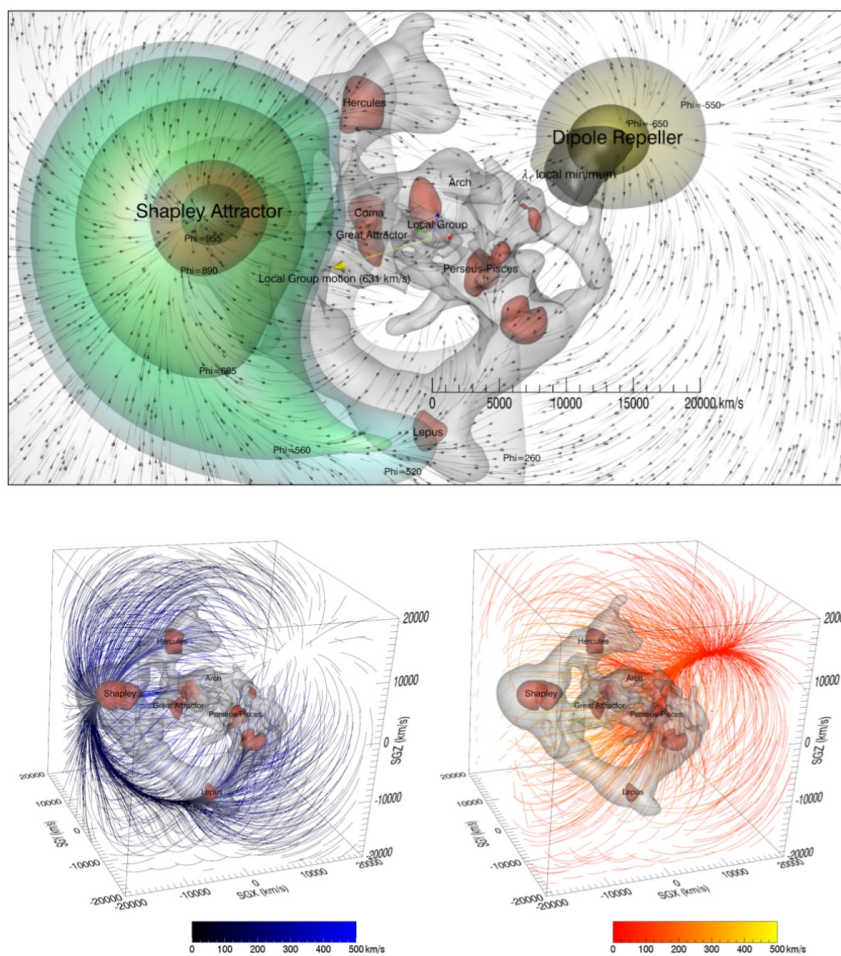 Hercules
Phi=-550
Phi=-650
Dipole Repeller
λ₁ local minimum
Arch
Shapley Attractor
Coma
Local Group
Great Attractor
Phi=955
Phi=890
Perseus-Pisces
Local Group motion (631 km/s)
Phi=685
0 5000 10000 15000 20000 km/s
Lepus
Phi=560
Phi=520
Phi=260
Hercules
Arch
Shapley
Great Attractor
Perseus-Pisces
Lepus
20000
10000
0
-10000
-20000
SGZ (km/s)
20000
10000
0
-10000
-20000
SGY (km/s)
-20000
-10000
0
10000
SGX (km/s)
0 100 200 300 400 500 km/s
Hercules
Arch
Shapley
Great Attractor
Perseus-Pisces
Lepus
2000
10000
0
-10000
-20000
SGZ (km/s)
20000
10000
0
-10000
-20000
SGY (km/s)
-20000
-10000
0
10000
SGX (km/s)
0 100 200 300 400 500 km/s